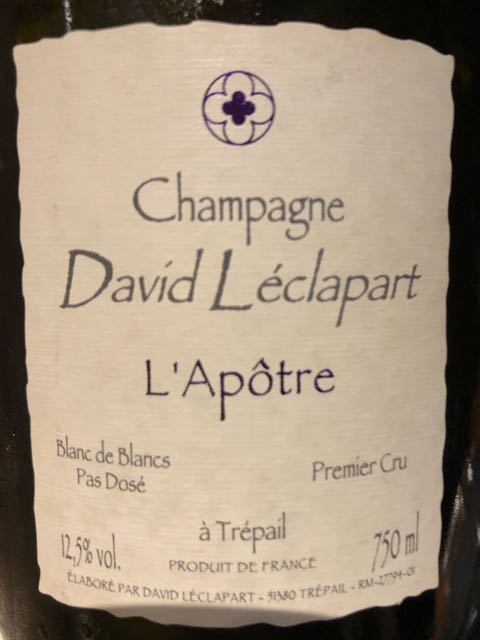 Champagne
David Léclapart
L'Apôtre
Blanc de Blancs
Pas Dosé
Premier Cru
à Trépail
12,5% vol.
750 ml
PRODUIT DE FRANCE
ÉLABORÉ PAR DAVID LÉCLAPART - 51380 TRÉPAIL - RM-27794-01